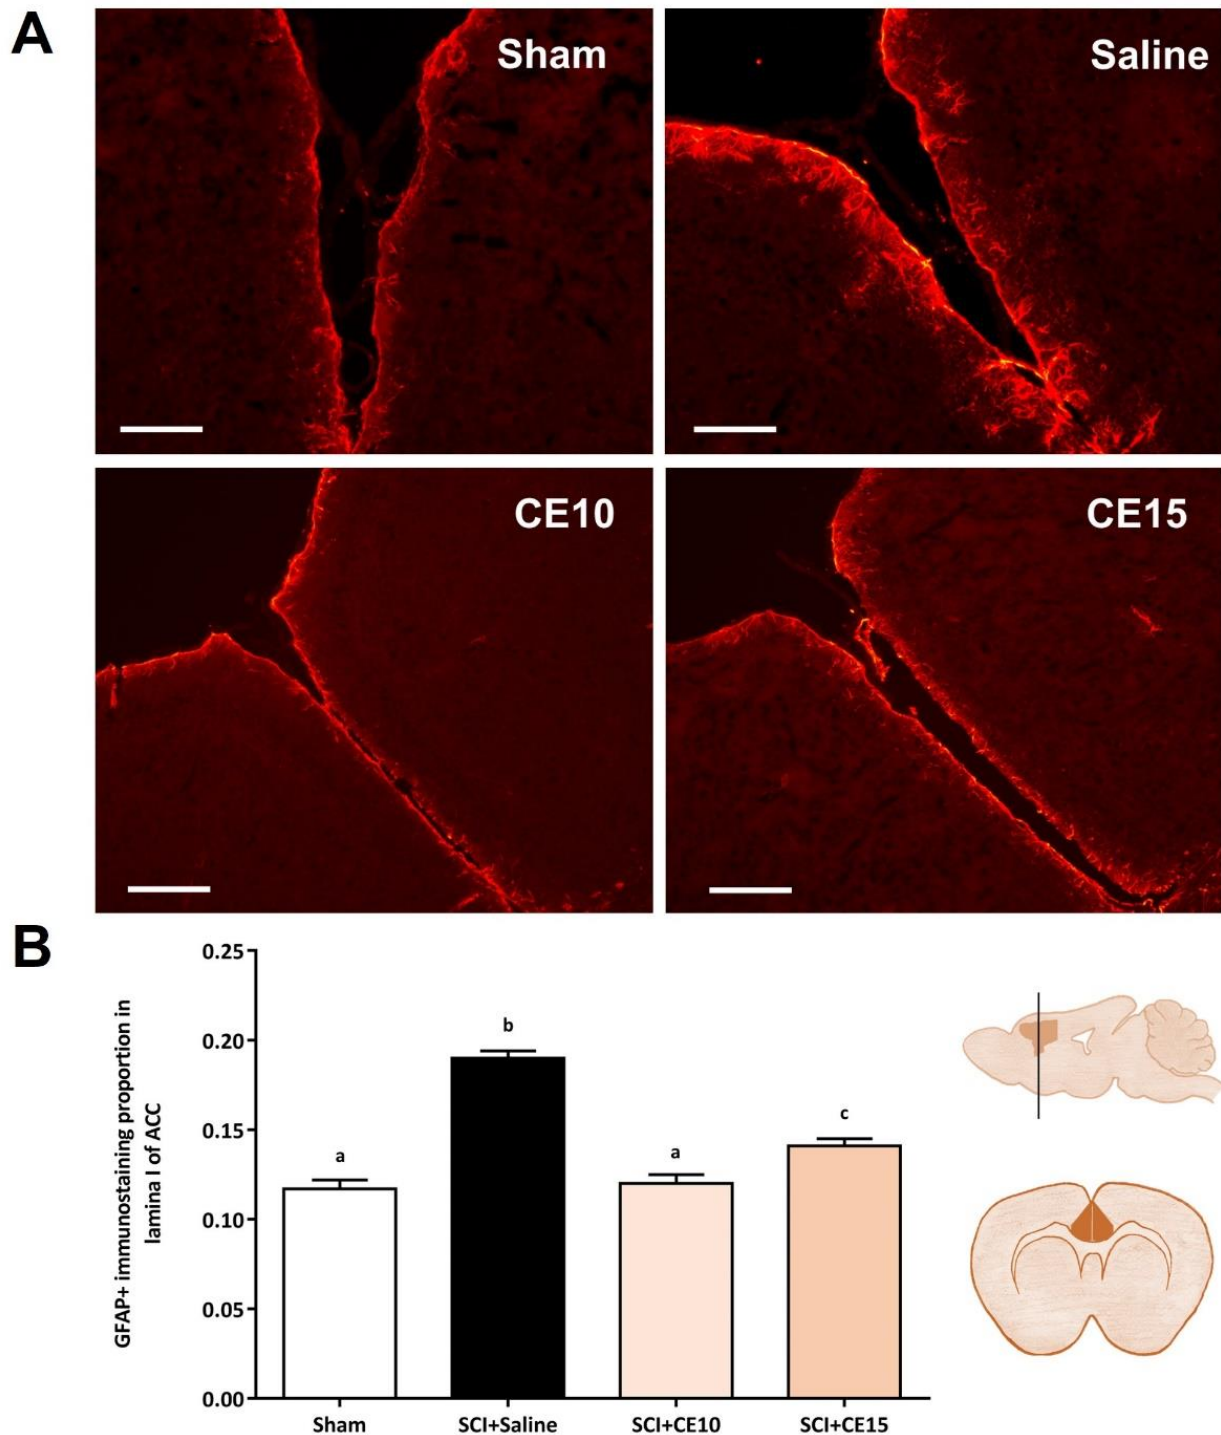 A
Sham
Saline
CE10
CE15
B
GFAP+ immunostaining proportion in
lamina I of ACC
0.25
0.20
0.15
0.10
0.05
0.00
a
b
a
c
Sham
SCI+Saline
SCI+CE10
SCI+CE15